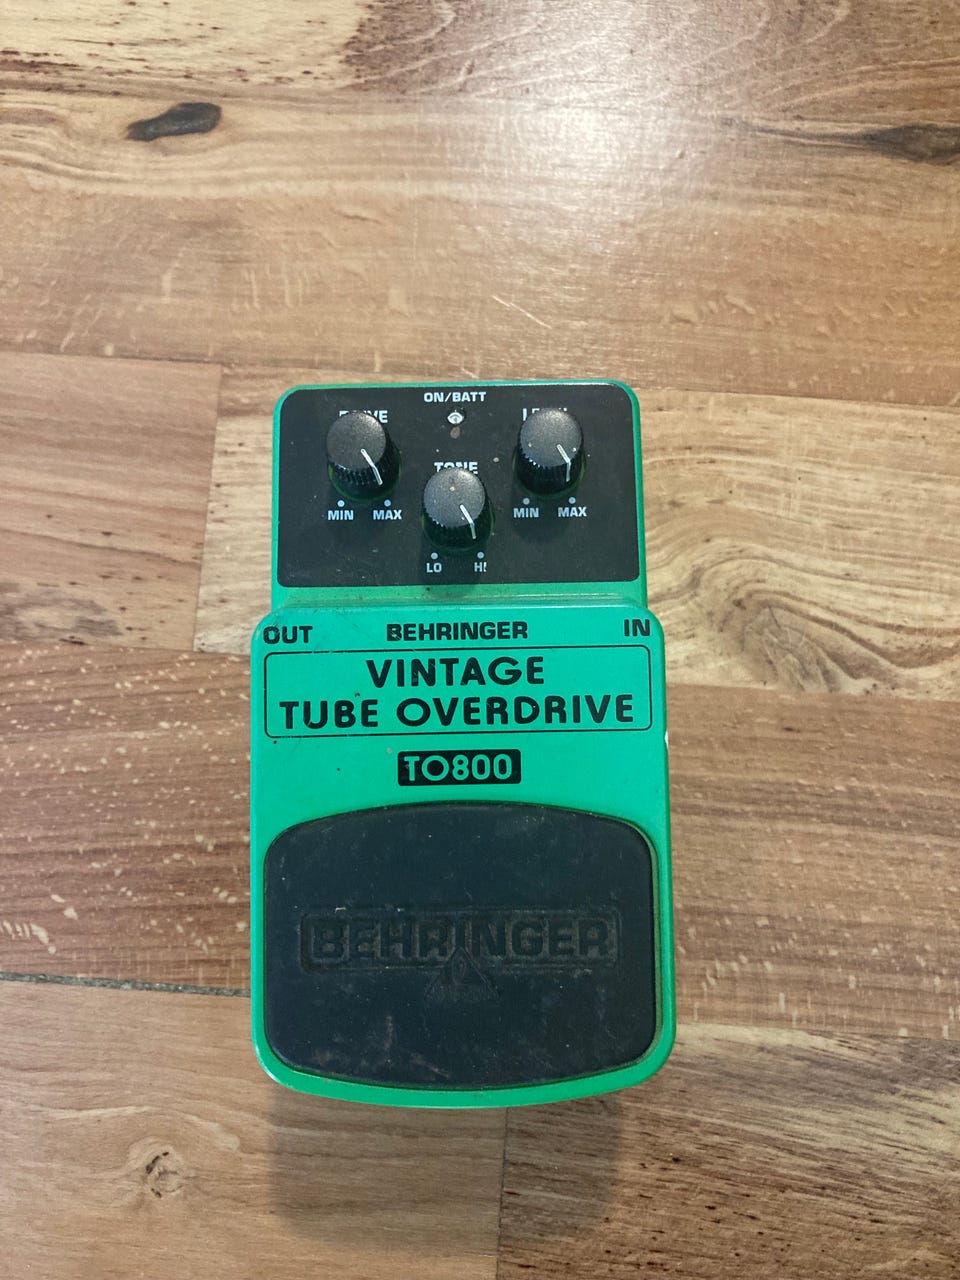 ON/BATT
TONE
MIN MAX
MIN MAX
LO HI
OUT BEHRINGER IN
VINTAGE
TUBE OVERDRIVE
TO800
BEHRINGER